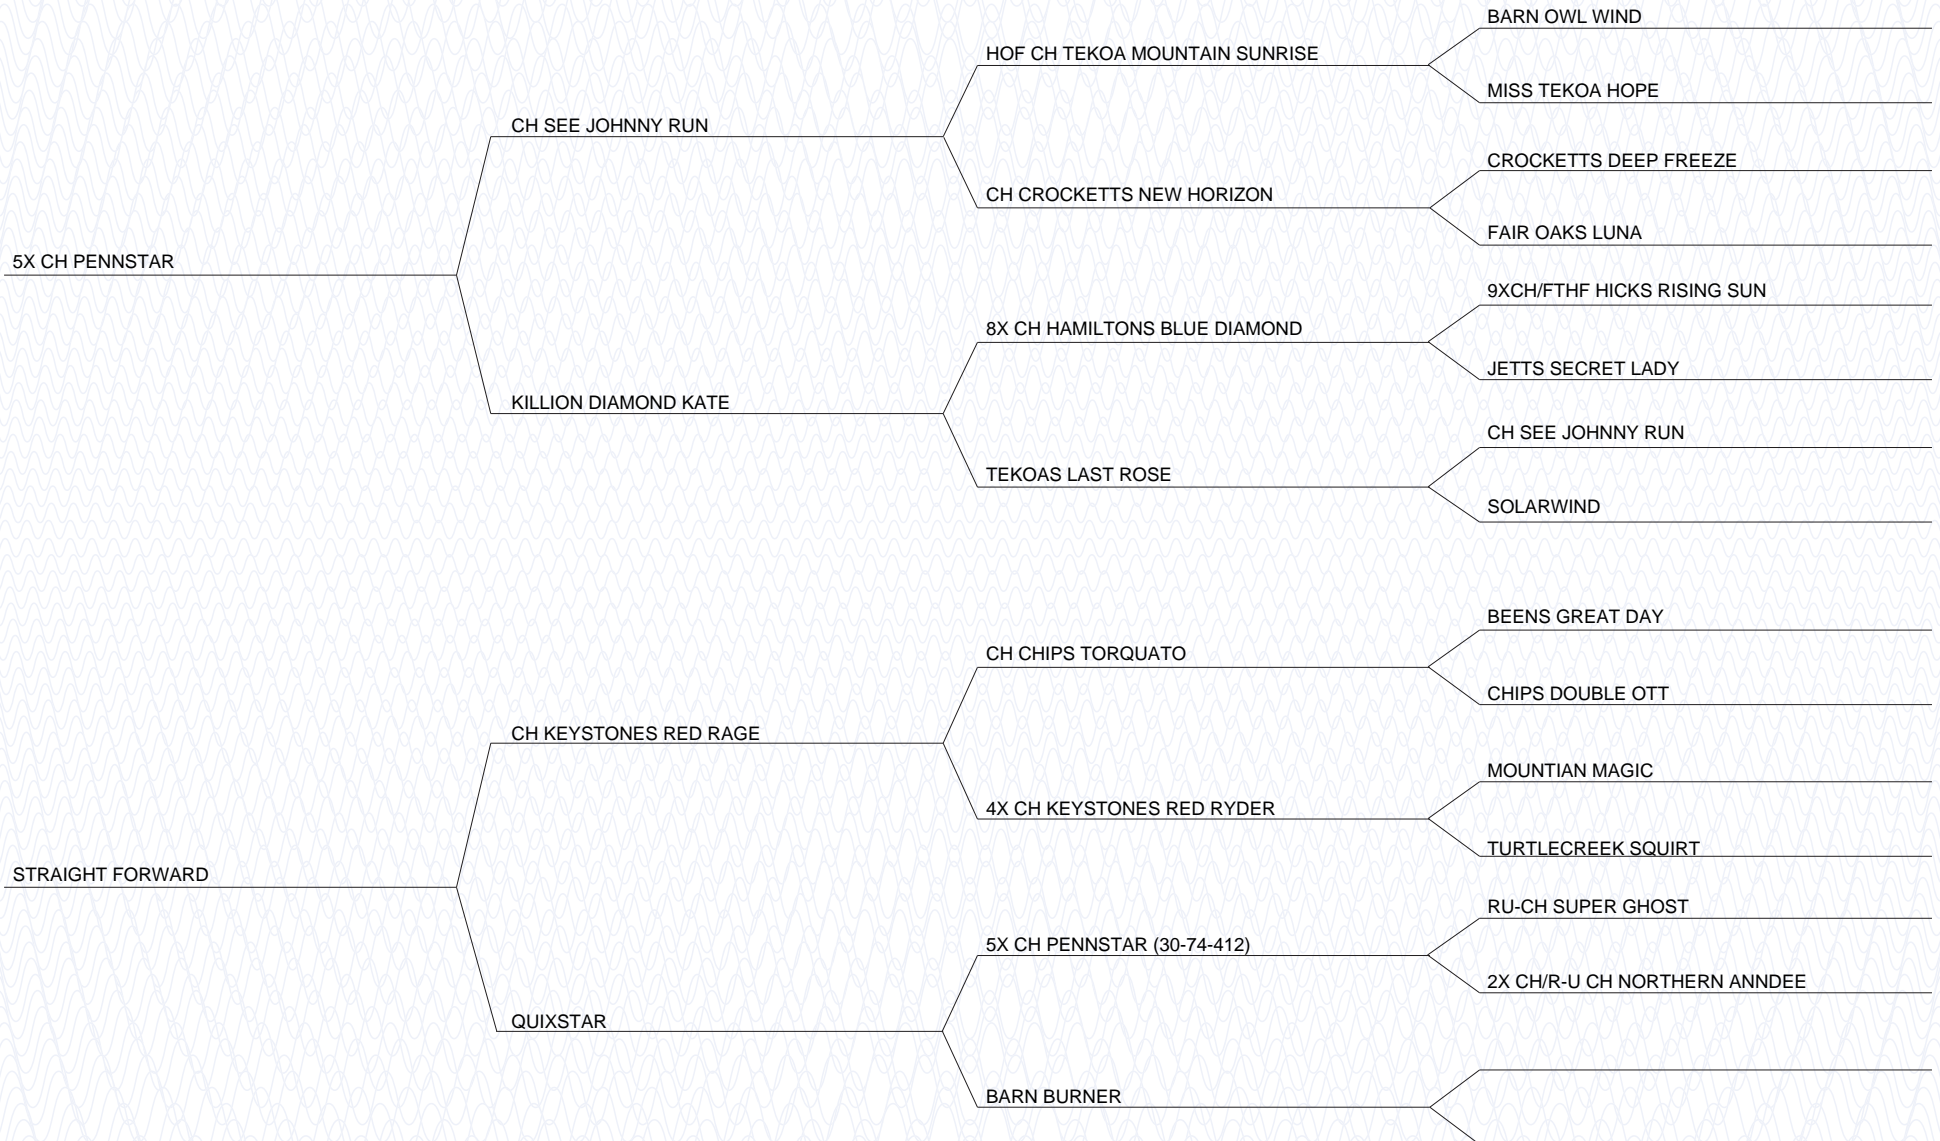 BARN OWL WIND
HOF CH TEKOA MOUNTAIN SUNRISE
MISS TEKOA HOPE
CH SEE JOHNNY RUN
CROCKETTS DEEP FREEZE
CH CROCKETTS NEW HORIZON
FAIR OAKS LUNA
5X CH PENNSTAR
9XCH/FTHF HICKS RISING SUN
8X CH HAMILTONS BLUE DIAMOND
JETTS SECRET LADY
KILLION DIAMOND KATE
CH SEE JOHNNY RUN
TEKOAS LAST ROSE
SOLARWIND
BEENS GREAT DAY
CH CHIPS TORQUATO
CHIPS DOUBLE OTT
CH KEYSTONES RED RAGE
MOUNTIAN MAGIC
4X CH KEYSTONES RED RYDER
TURTLECREEK SQUIRT
STRAIGHT FORWARD
RU-CH SUPER GHOST
5X CH PENNSTAR (30-74-412)
2X CH/R-U CH NORTHERN ANNDEE
QUIXSTAR
BARN BURNER